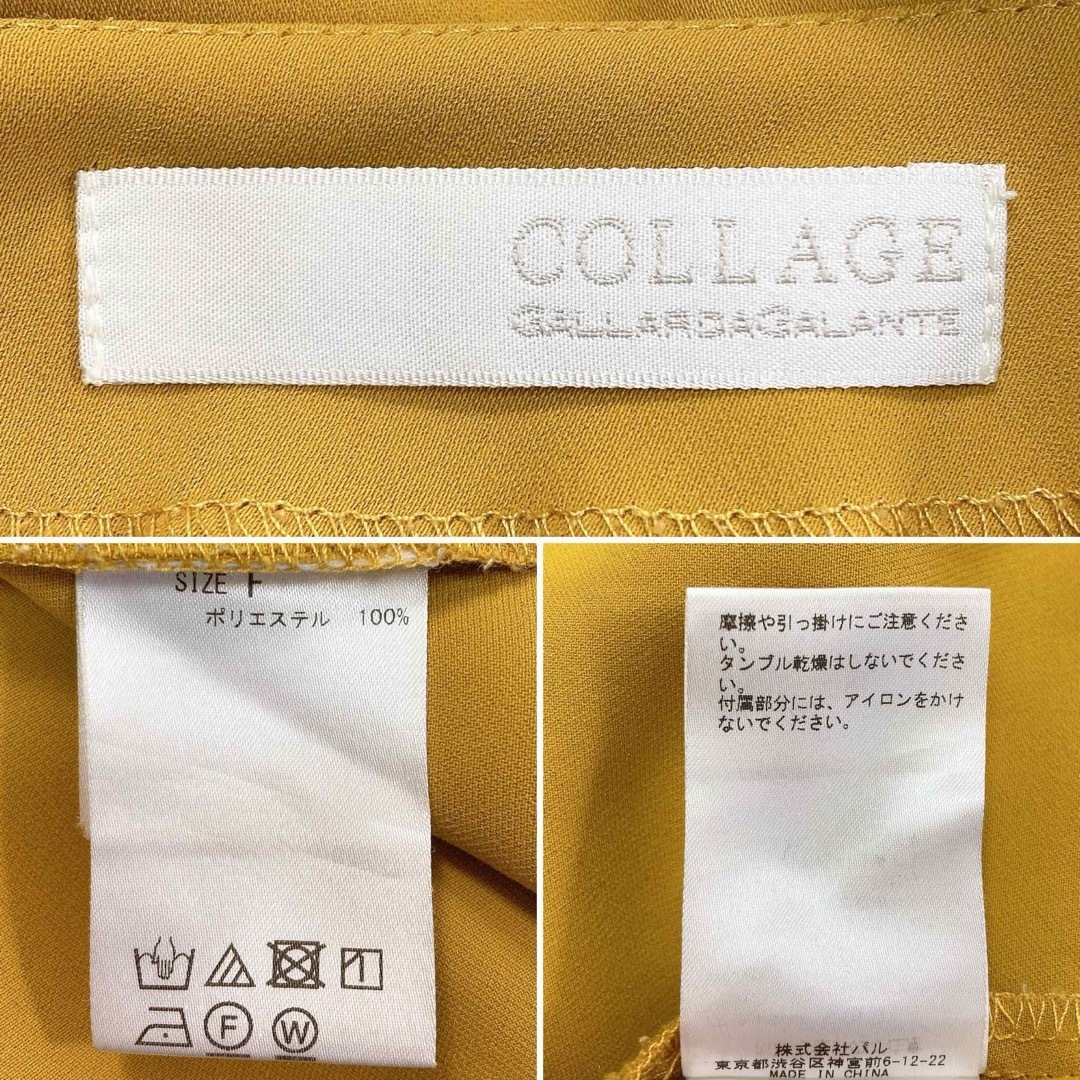 COLLAGE
GALLARDAGALANTE
SIZE F
ポリエステル 100%
F
W
摩擦や引っ掛けにご注意くださ
い。
タンブル乾燥はしないでくださ
い。
付属部分には、アイロンをかけ
ないでください。
株式会社パル
東京都渋谷区神宮前6-12-22
MADE IN CHINA